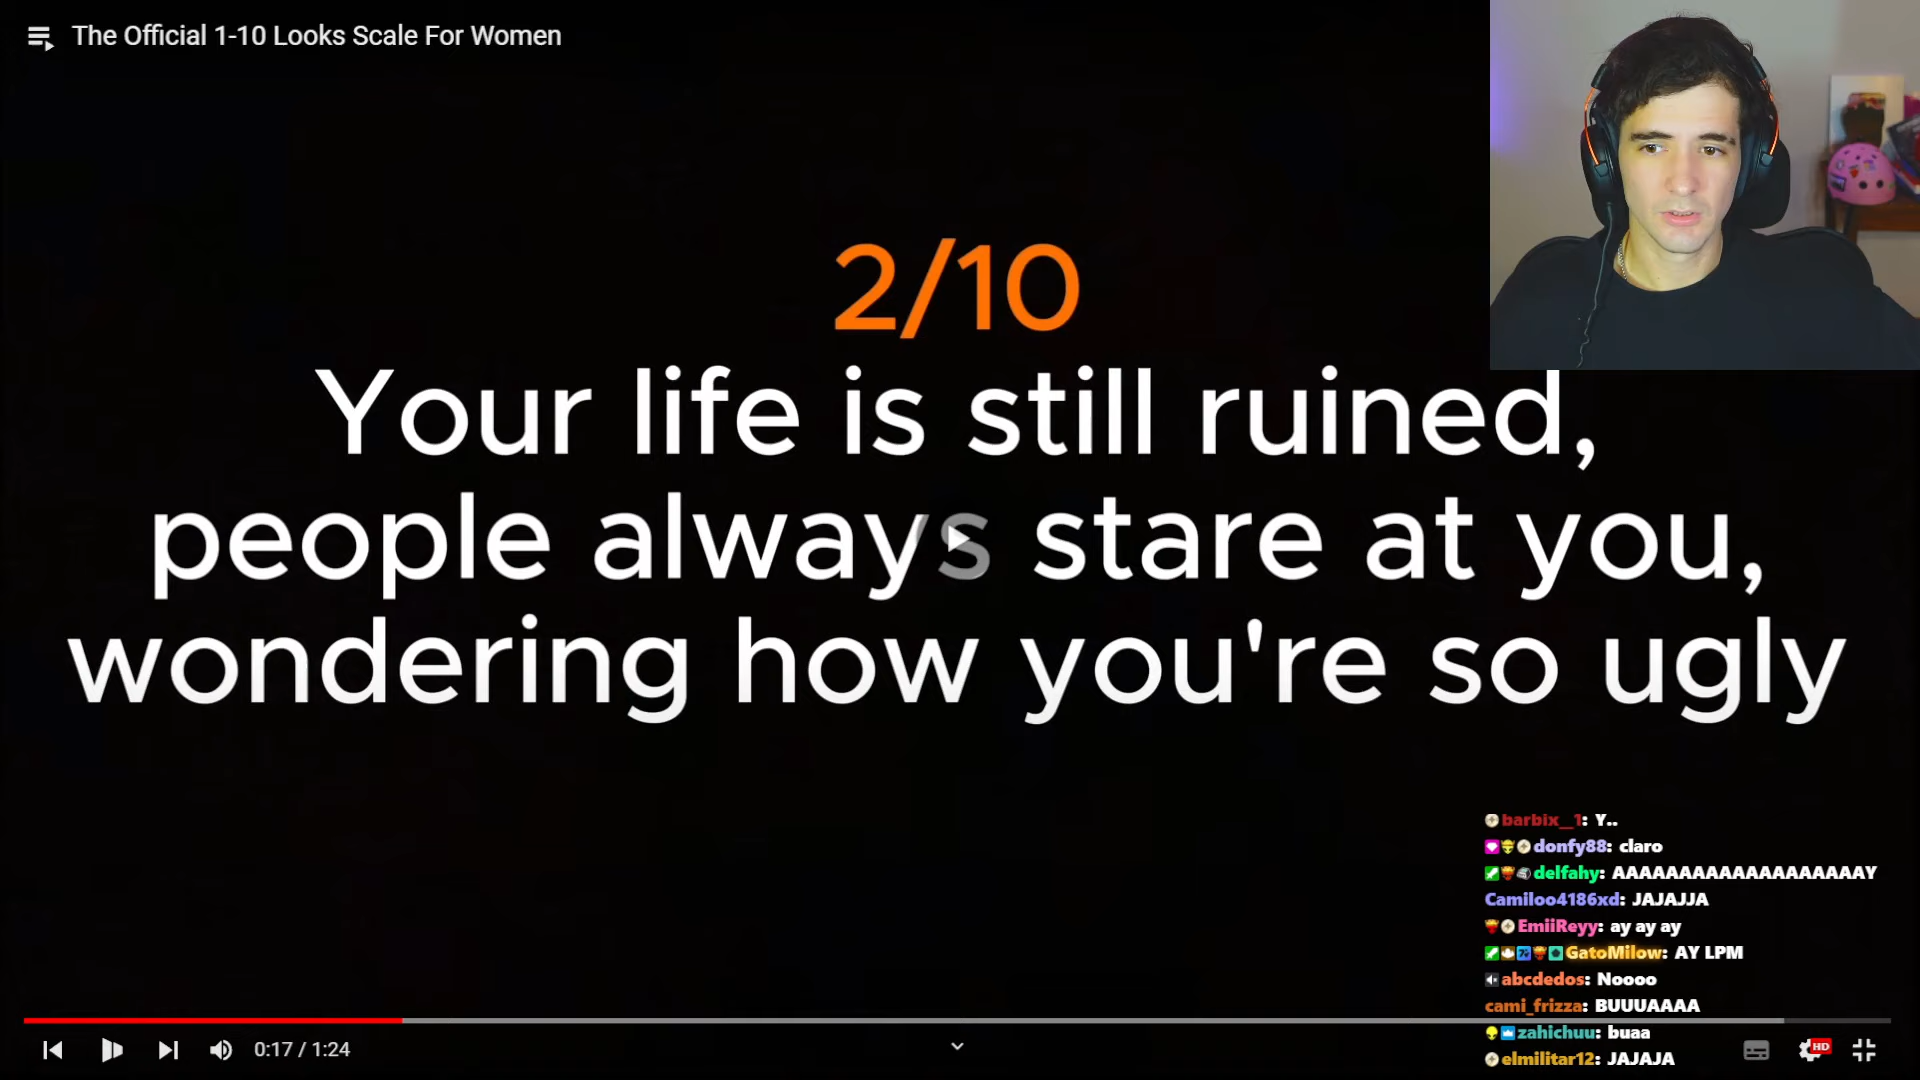 The Official 1-10 Looks Scale For Women
2/10
Your life is still ruined,
people always stare at you,
wondering how you're so ugly
barbix__1: Y..
donfy88: claro
delfahy: AAAAAAAAAAAAAAAAAAAY
Camiloo4186xd: JAJAJJA
EmiiReyy: ay ay ay
GatoMilow: AY LPM
abcdedos: Noooo
cami_frizza: BUUUAAAA
zahichuu: buaa
elmilitar12: JAJAJA
0:17 / 1:24
HD